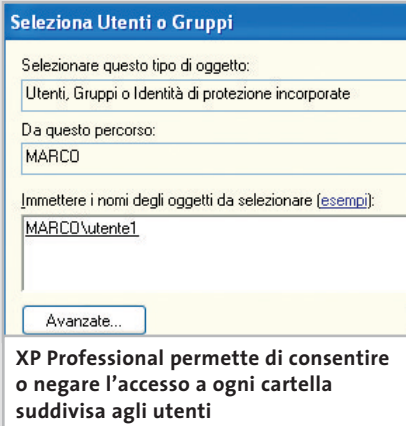 Seleziona Utenti o Gruppi
Selezionare questo tipo di oggetto:
Utenti, Gruppi o Identità di protezione incorporate
Da questo percorso:
MARCO
Immettere i nomi degli oggetti da selezionare (esempi):
MARCO\utente1
Avanzate...
XP Professional permette di consentire
o negare l'accesso a ogni cartella
suddivisa agli utenti